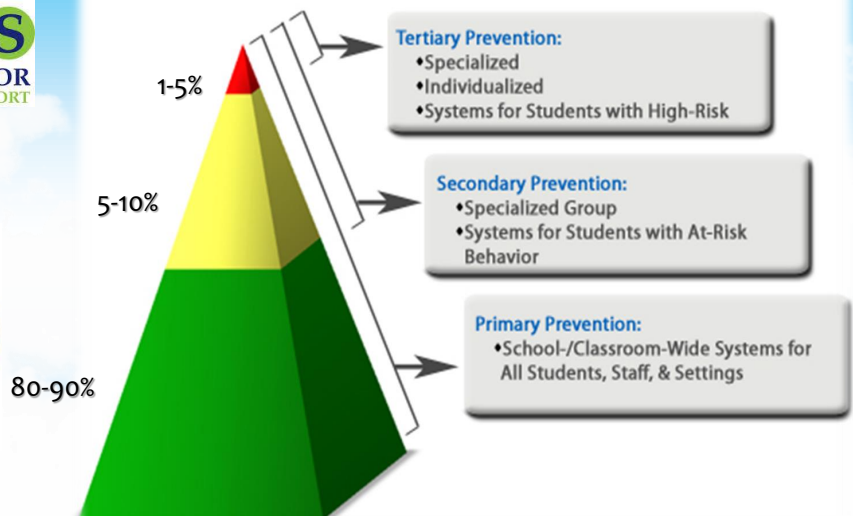 S
OR
ORT
1-5%
Tertiary Prevention:
♦Specialized
♦Individualized
♦Systems for Students with High-Risk
5-10%
Secondary Prevention:
♦Specialized Group
♦Systems for Students with At-Risk
Behavior
80-90%
Primary Prevention:
♦School-/Classroom-Wide Systems for
All Students, Staff, & Settings